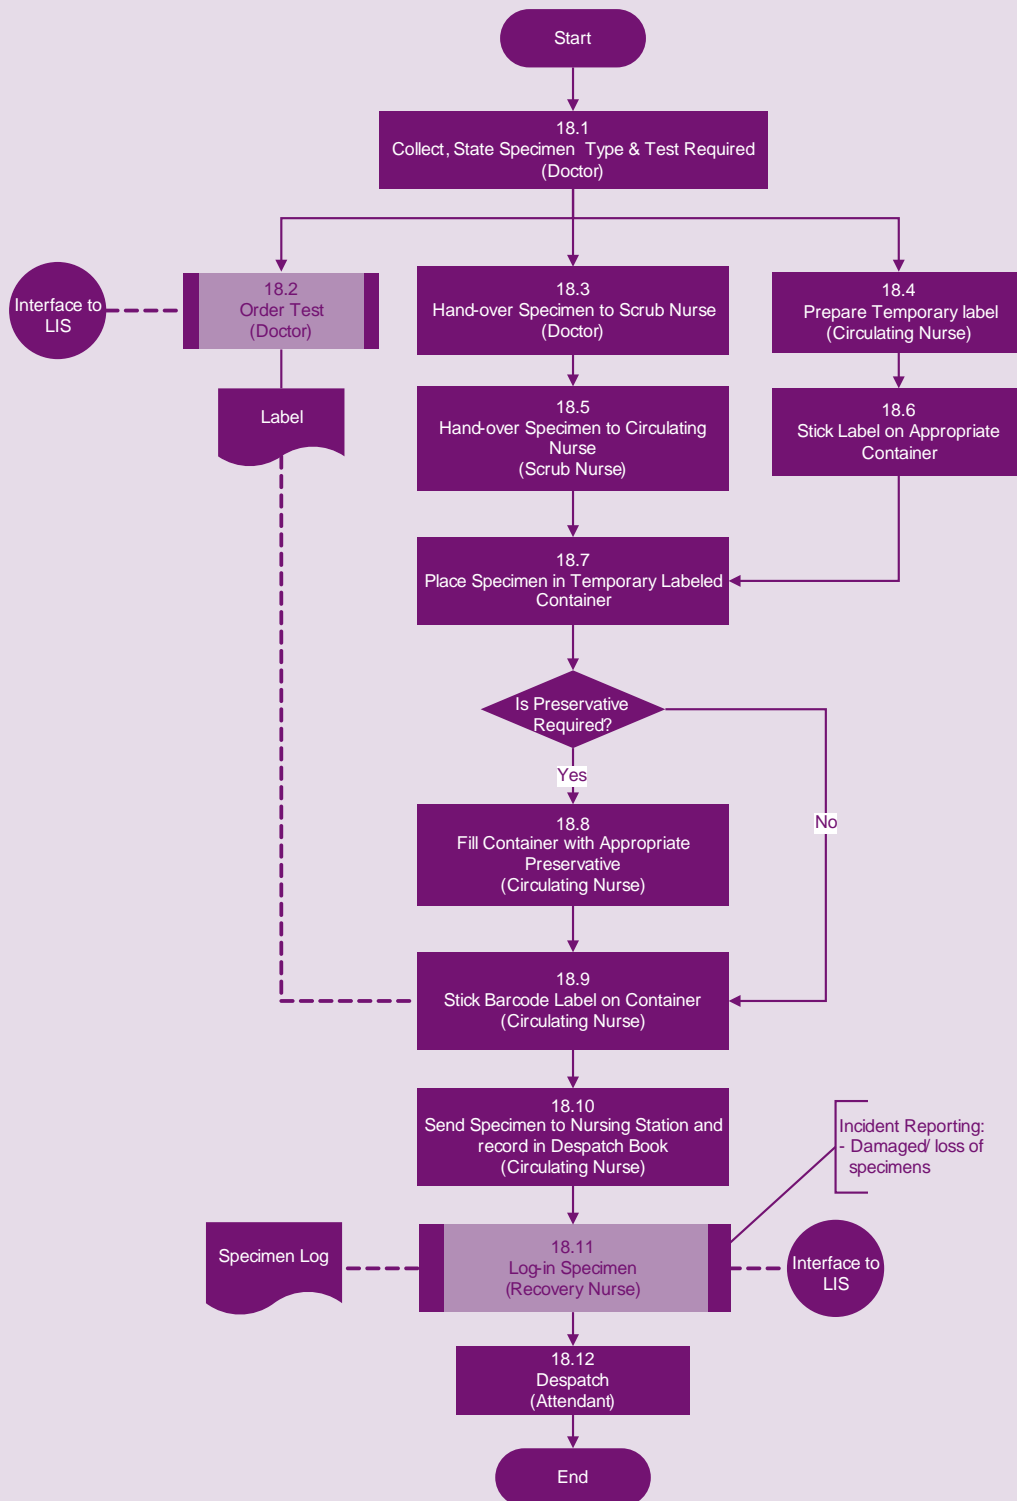 Start
18.1
Collect, State Specimen Type & Test Required
(Doctor)
Interface to
LIS
18.2
Order Test
(Doctor)
18.3
Hand-over Specimen to Scrub Nurse
(Doctor)
18.4
Prepare Temporary label
(Circulating Nurse)
Label
18.5
Hand-over Specimen to Circulating
Nurse
(Scrub Nurse)
18.6
Stick Label on Appropriate
Container
18.7
Place Specimen in Temporary Labeled
Container
Is Preservative
Required?
Yes
No
18.8
Fill Container with Appropriate
Preservative
(Circulating Nurse)
18.9
Stick Barcode Label on Container
(Circulating Nurse)
18.10
Send Specimen to Nursing Station and
record in Despatch Book
(Circulating Nurse)
Incident Reporting:
- Damaged/ loss of
specimens
Specimen Log
18.11
Log-in Specimen
(Recovery Nurse)
Interface to
LIS
18.12
Despatch
(Attendant)
End